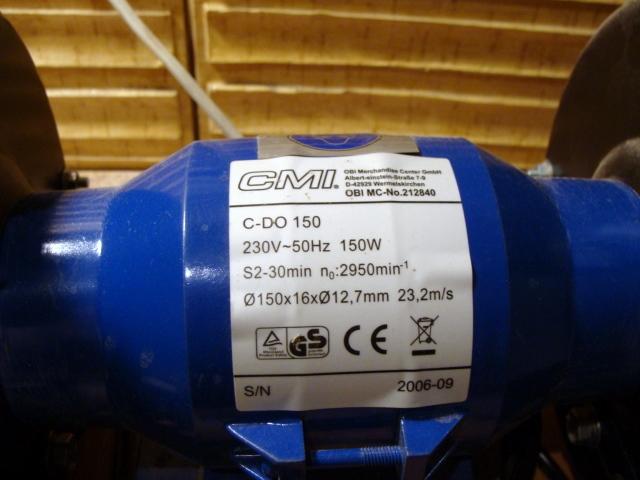 CMI®
OBI Merchandise Center GmbH
Albert-einstein-Straße 7-9
D-42929 Wermelskirchen
OBI MC-No.212840
C-DO 150
230V~50Hz 150W
S2-30min n₀:2950min⁻¹
Ø150x16xØ12,7mm 23,2m/s
GS
CE
S/N
2006-09